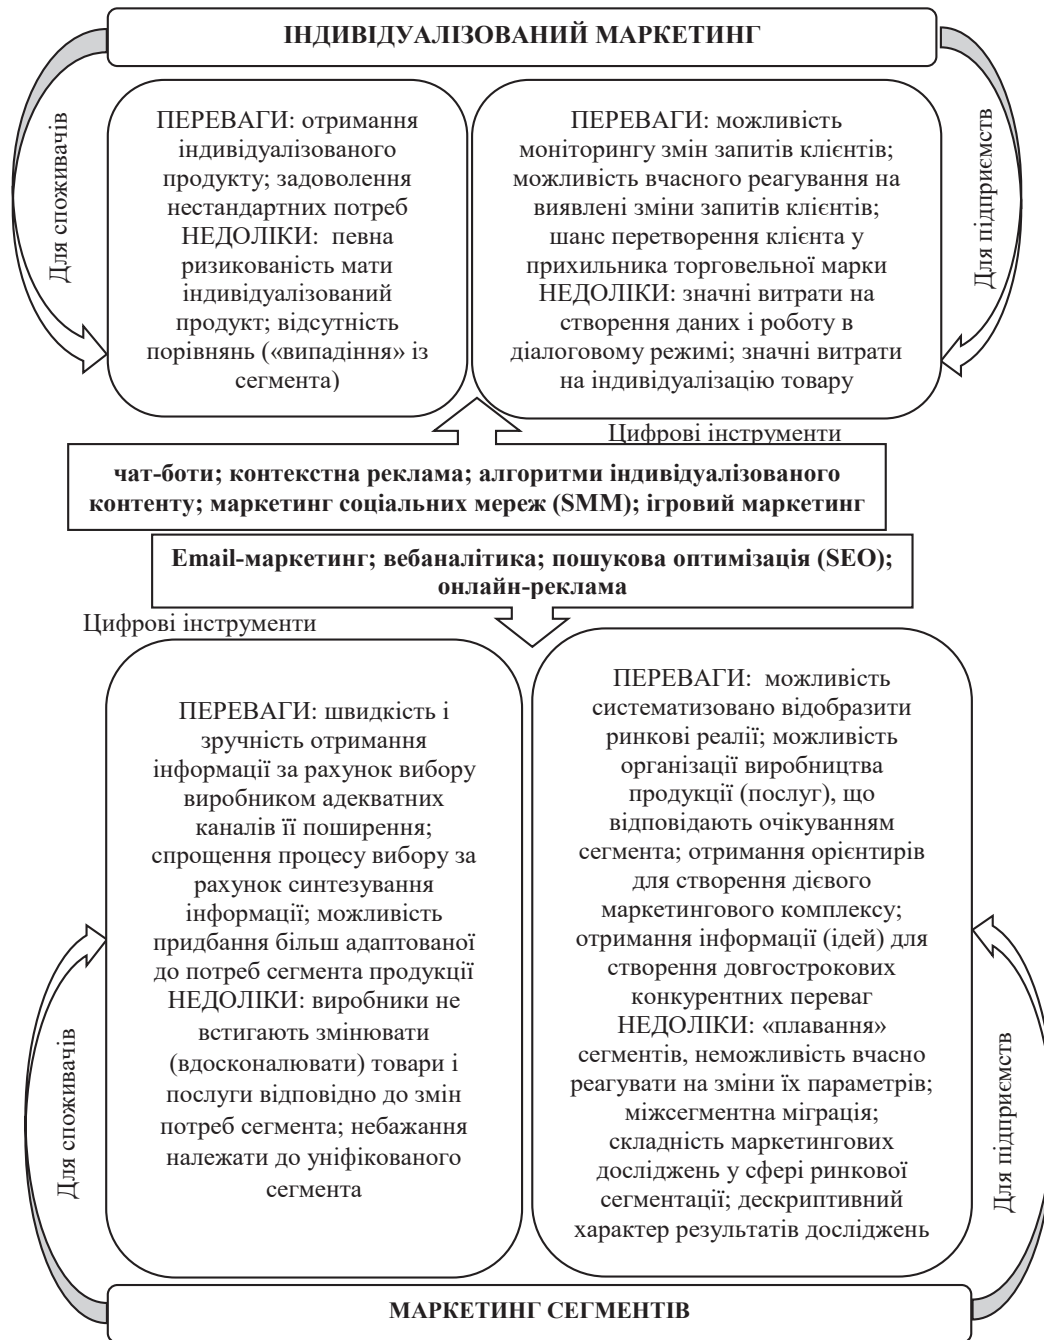 ІНДИВІДУАЛІЗОВАНИЙ МАРКЕТИНГ
Для споживачів
ПЕРЕВАГИ: отримання
індивідуалізованого
продукту; задоволення
нестандартних потреб
НЕДОЛІКИ: певна
ризикованість мати
індивідуалізований
продукт; відсутність
порівнянь («випадіння» із
сегмента)
ПЕРЕВАГИ: можливість
моніторингу змін запитів клієнтів;
можливість вчасного реагування на
виявлені зміни запитів клієнтів;
шанс перетворення клієнта у
прихильника торговельної марки
НЕДОЛІКИ: значні витрати на
створення даних і роботу в
діалоговому режимі; значні витрати
на індивідуалізацію товару
Для підприємств
Цифрові інструменти
чат-боти; контекстна реклама; алгоритми індивідуалізованого
контенту; маркетинг соціальних мереж (SMM); ігровий маркетинг
Email-маркетинг; вебаналітика; пошукова оптимізація (SEO);
онлайн-реклама
Цифрові інструменти
Для споживачів
ПЕРЕВАГИ: швидкість і
зручність отримання
інформації за рахунок вибору
виробником адекватних
каналів її поширення;
спрощення процесу вибору за
рахунок синтезування
інформації; можливість
придбання більш адаптованої
до потреб сегмента продукції
НЕДОЛІКИ: виробники не
встигають змінювати
(вдосконалювати) товари і
послуги відповідно до змін
потреб сегмента; небажання
належати до уніфікованого
сегмента
ПЕРЕВАГИ: можливість
систематизовано відобразити
ринкові реалії; можливість
організації виробництва
продукції (послуг), що
відповідають очікуванням
сегмента; отримання орієнтирів
для створення дієвого
маркетингового комплексу;
отримання інформації (ідей) для
створення довгострокових
конкурентних переваг
НЕДОЛІКИ: «плавання»
сегментів, неможливість вчасно
реагувати на зміни їх параметрів;
міжсегментна міграція;
складність маркетингових
досліджень у сфері ринкової
сегментації; дескриптивний
характер результатів досліджень
Для підприємств
МАРКЕТИНГ СЕГМЕНТІВ